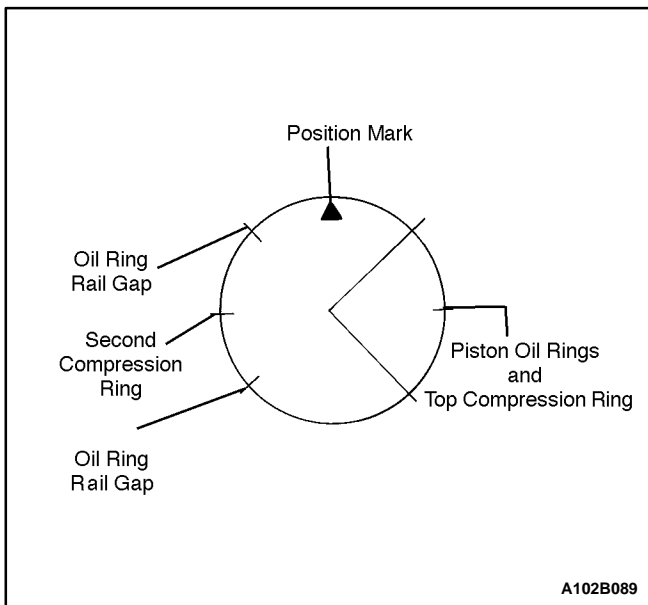 Position Mark
Oil Ring
Rail Gap
Second
Compression
Ring
Piston Oil Rings
and
Top Compression Ring
Oil Ring
Rail Gap
A102B089